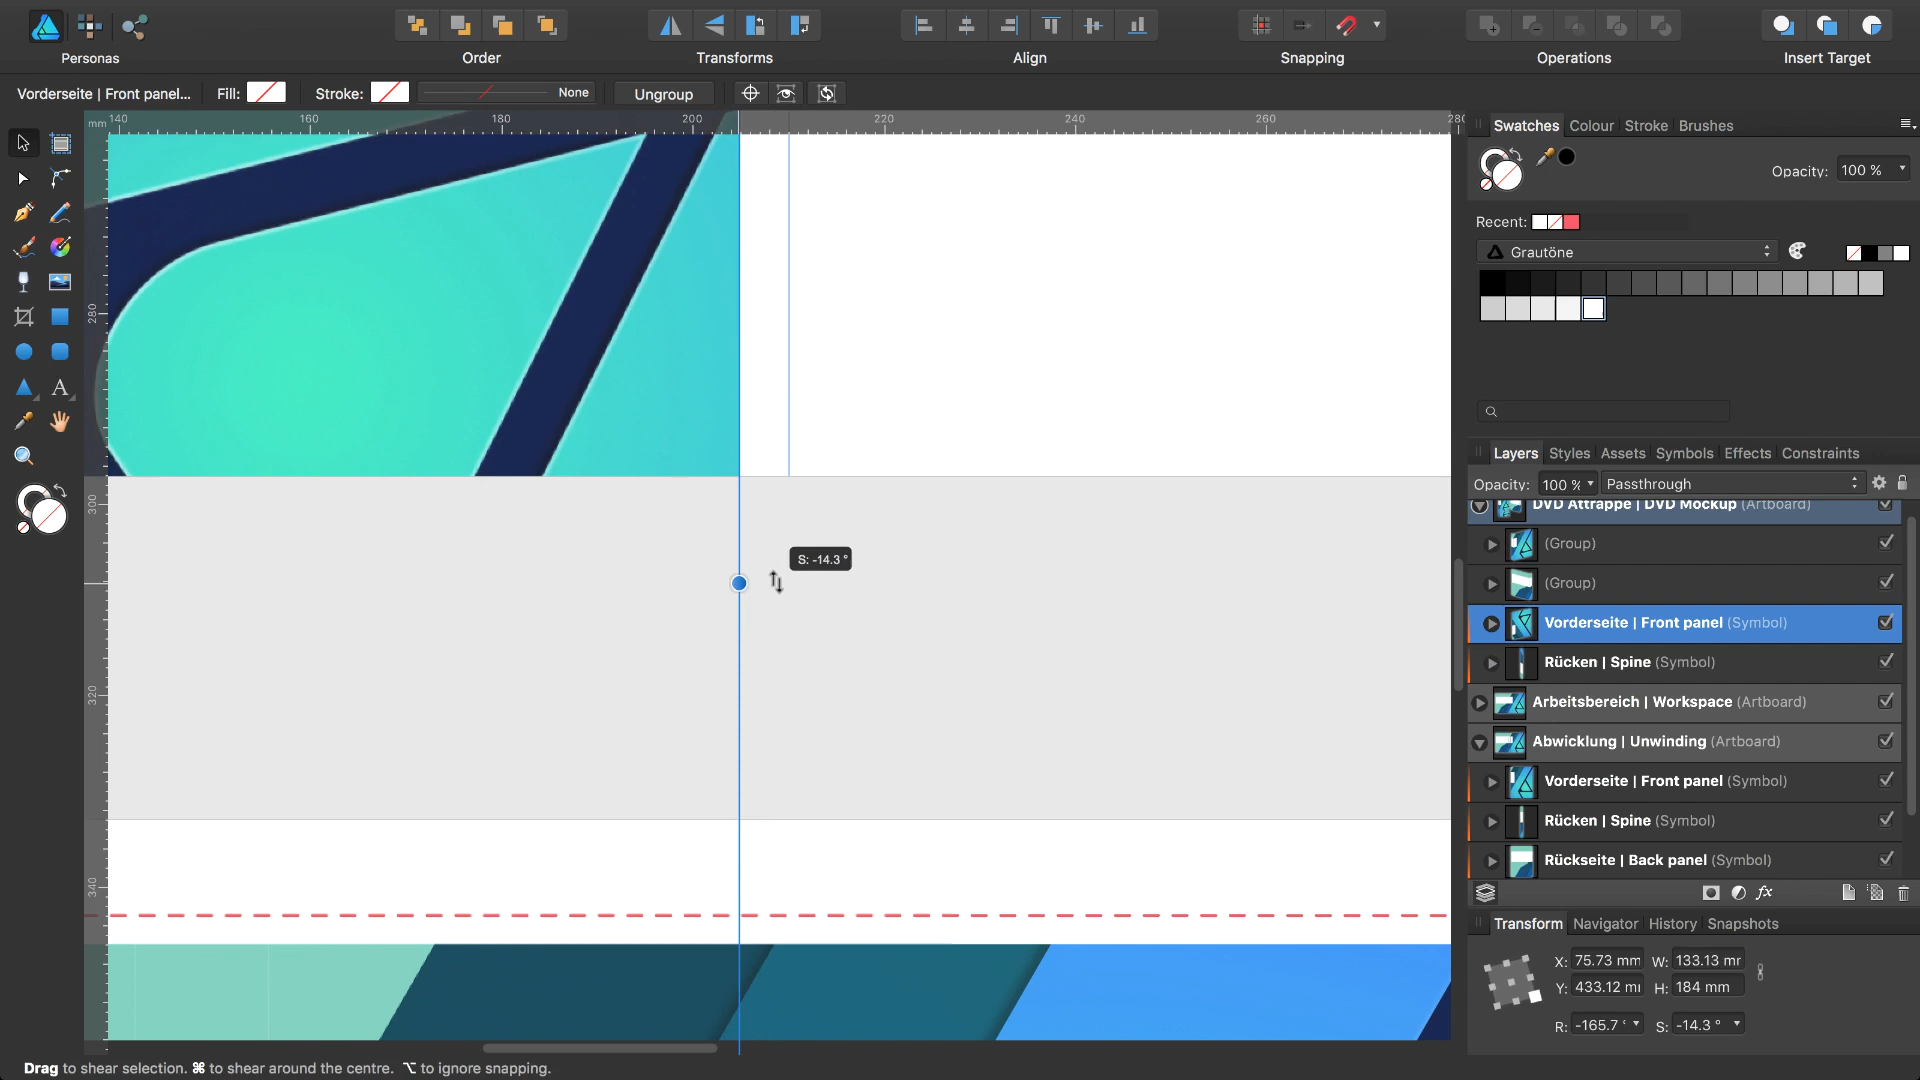 Personas
Order
Transforms
Align
Snapping
Operations
Insert Target
Vorderseite | Front panel...
Fill:
Stroke:
None
Ungroup
mm
140
160
180
200
220
240
260
280
280
300
320
340
S: -14.3 °
Swatches
Colour
Stroke
Brushes
Opacity:
100 %
Recent:
Grautöne
Layers
Styles
Assets
Symbols
Effects
Constraints
Opacity:
100 %
Passthrough
DVD Attrappe | DVD Mockup (Artboard)
(Group)
(Group)
Vorderseite | Front panel (Symbol)
Rücken | Spine (Symbol)
Arbeitsbereich | Workspace (Artboard)
Abwicklung | Unwinding (Artboard)
Vorderseite | Front panel (Symbol)
Rücken | Spine (Symbol)
Rückseite | Back panel (Symbol)
fx
Transform
Navigator
History
Snapshots
X: 75.73 mm
W: 133.13 mr
Y: 433.12 mı
H: 184 mm
R: -165.7 °
S: -14.3 °
Drag to shear selection. ⌘ to shear around the centre. ⌥ to ignore snapping.